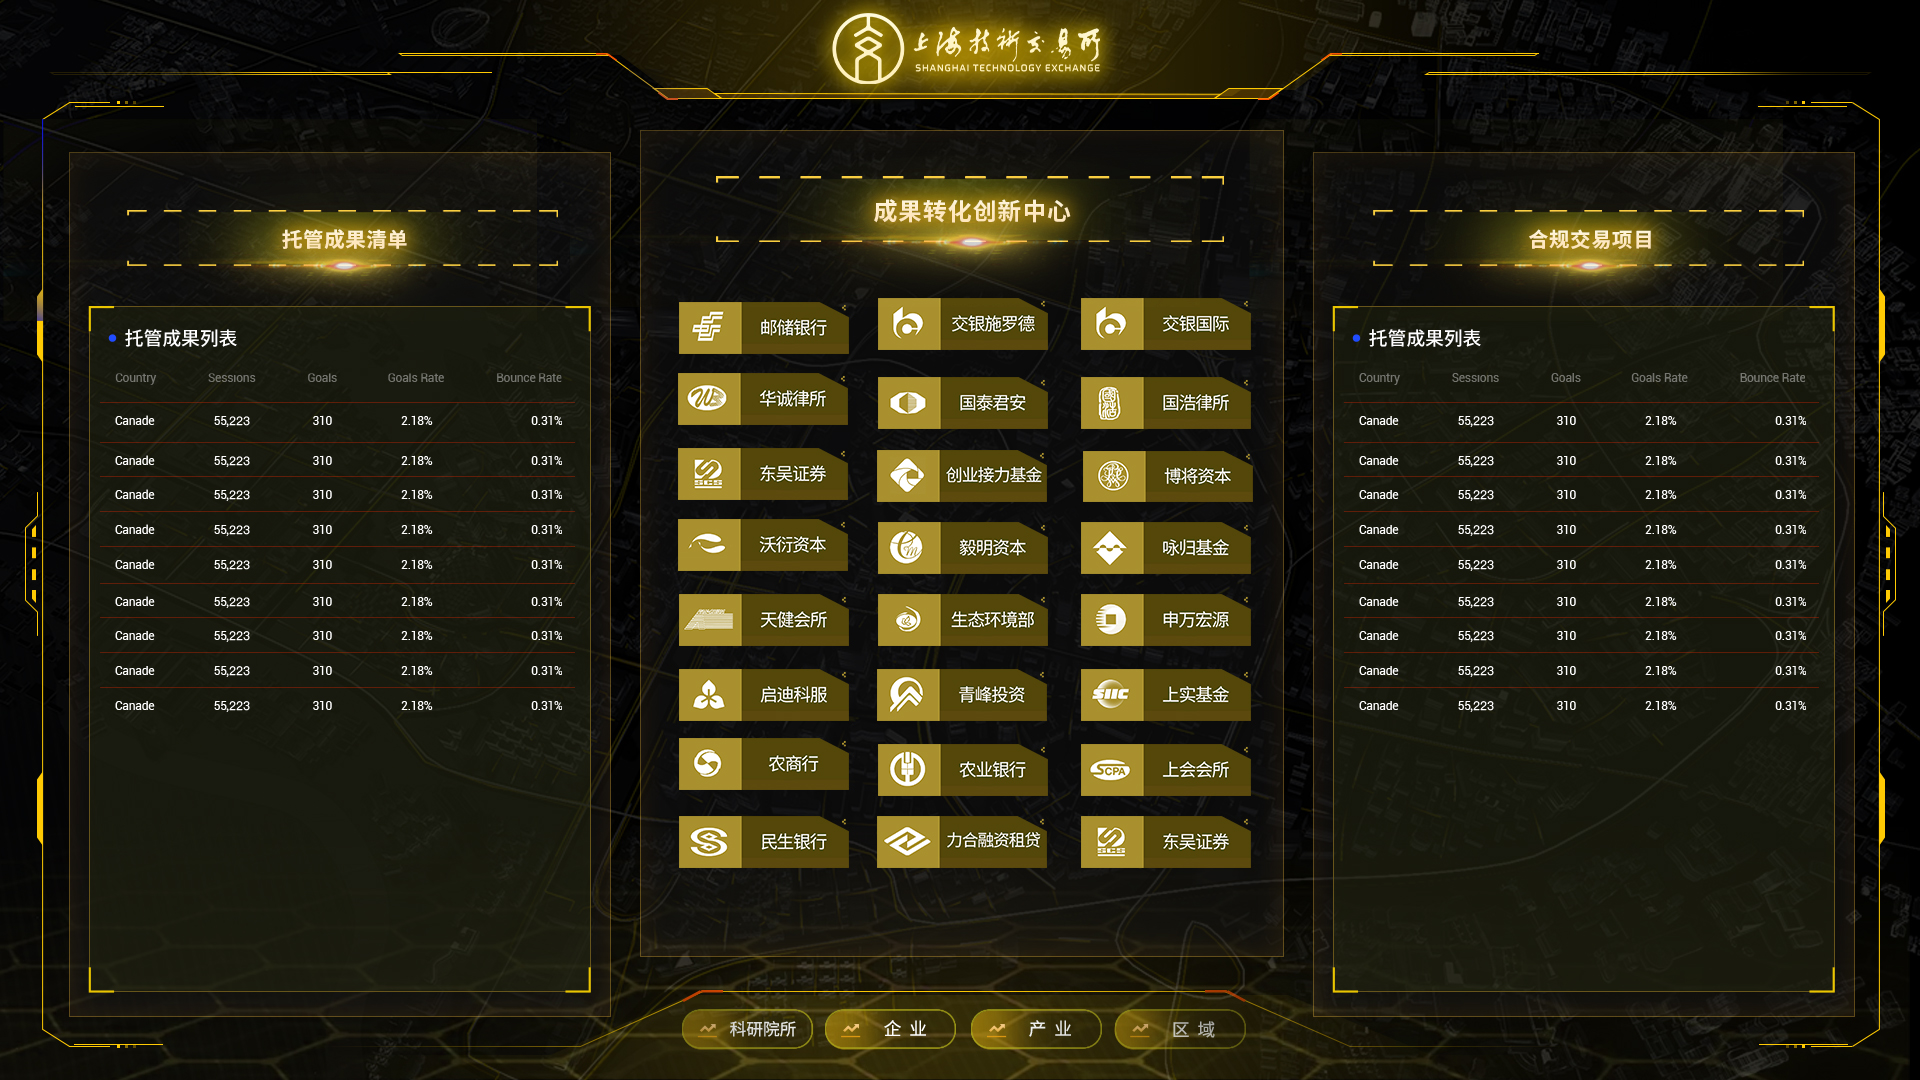 上海技術交易所
SHANGHAI TECHNOLOGY EXCHANGE
托管成果清单
托管成果列表
Country Sessions Goals Goals Rate Bounce Rate
Canade 55,223 310 2.18% 0.31%
Canade 55,223 310 2.18% 0.31%
Canade 55,223 310 2.18% 0.31%
Canade 55,223 310 2.18% 0.31%
Canade 55,223 310 2.18% 0.31%
Canade 55,223 310 2.18% 0.31%
Canade 55,223 310 2.18% 0.31%
Canade 55,223 310 2.18% 0.31%
Canade 55,223 310 2.18% 0.31%
成果转化创新中心
邮储银行 交银施罗德 交银国际
华诚律所 国泰君安 国浩律所
SCS 东吴证券 创业接力基金 博将资本
沃衍资本 毅明资本 咏归基金
天健会所 生态环境部 申万宏源
启迪科服 青峰投资 SIIC 上实基金
农商行 农业银行 SCPA 上会会所
民生银行 力合融资租贷 SCS 东吴证券
合规交易项目
托管成果列表
Country Sessions Goals Goals Rate Bounce Rate
Canade 55,223 310 2.18% 0.31%
Canade 55,223 310 2.18% 0.31%
Canade 55,223 310 2.18% 0.31%
Canade 55,223 310 2.18% 0.31%
Canade 55,223 310 2.18% 0.31%
Canade 55,223 310 2.18% 0.31%
Canade 55,223 310 2.18% 0.31%
Canade 55,223 310 2.18% 0.31%
Canade 55,223 310 2.18% 0.31%
科研院所 企业 产业 区域